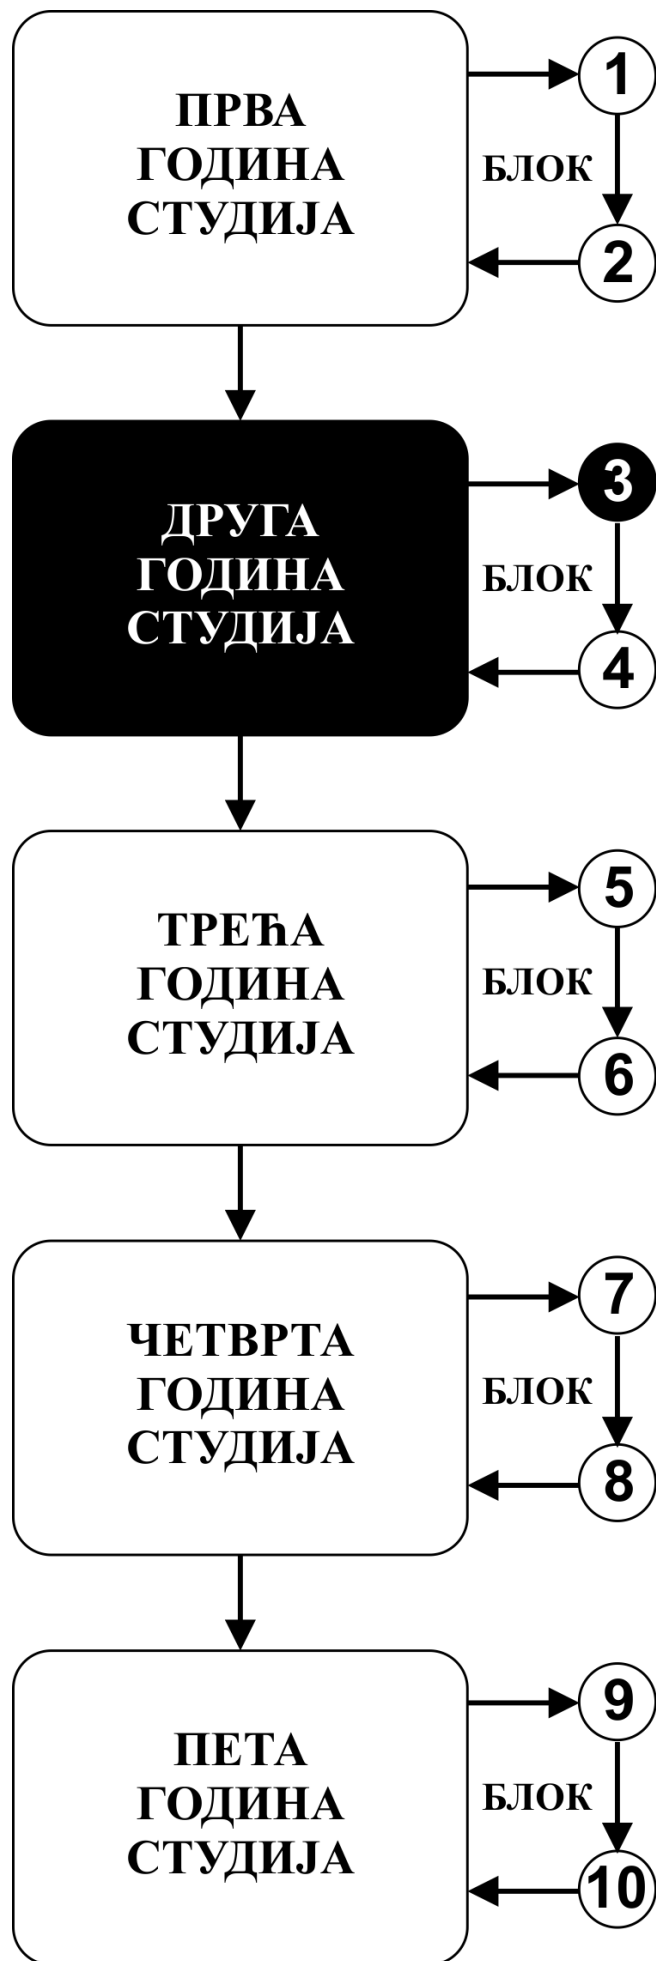 ПРВА
ГОДИНА
СТУДИЈА
1
БЛОК
2
ДРУГА
ГОДИНА
СТУДИЈА
3
БЛОК
4
ТРЕЋА
ГОДИНА
СТУДИЈА
5
БЛОК
6
ЧЕТВРТА
ГОДИНА
СТУДИЈА
7
БЛОК
8
ПЕТА
ГОДИНА
СТУДИЈА
9
БЛОК
10